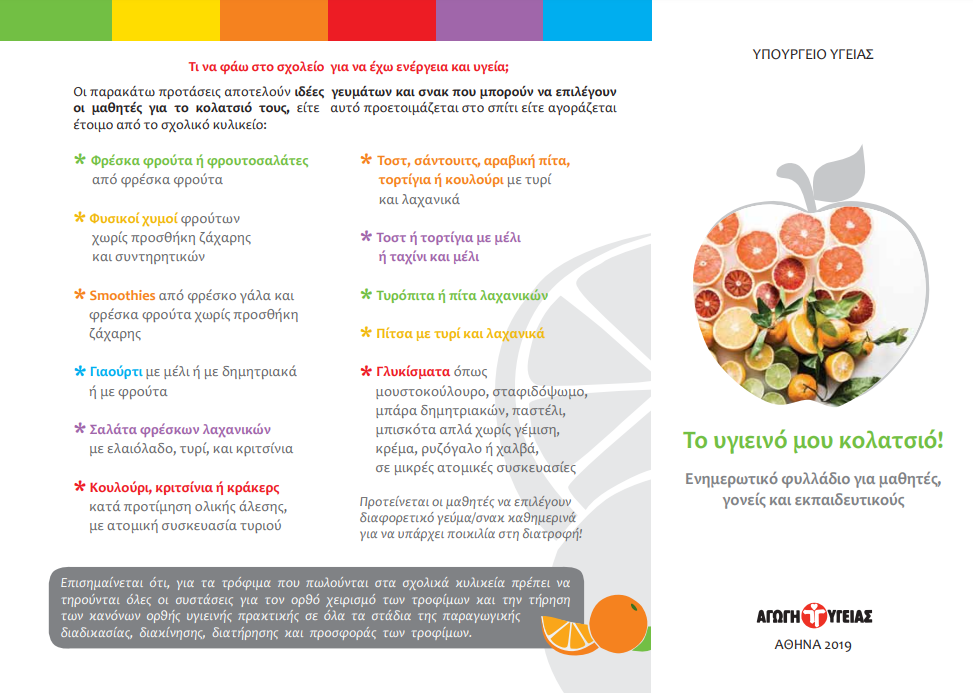 Τι να φάω στο σχολείο για να έχω ενέργεια και υγεία;
Οι παρακάτω προτάσεις αποτελούν ιδέες γευμάτων και σνακ που μπορούν να επιλέγουν
οι μαθητές για το κολατσιό τους, είτε αυτό προετοιμάζεται στο σπίτι είτε αγοράζεται
έτοιμο από το σχολικό κυλικείο:
* Φρέσκα φρούτα ή φρουτοσαλάτες
από φρέσκα φρούτα
* Φυσικοί χυμοί φρούτων
χωρίς προσθήκη ζάχαρης
και συντηρητικών
* Smoothies από φρέσκο γάλα και
φρέσκα φρούτα χωρίς προσθήκη
ζάχαρης
* Γιαούρτι με μέλι ή με δημητριακά
ή με φρούτα
* Σαλάτα φρέσκων λαχανικών
με ελαιόλαδο, τυρί, και κριτσίνια
* Κουλούρι, κριτσίνια ή κράκερς
κατά προτίμηση ολικής άλεσης,
με ατομική συσκευασία τυριού
* Τοστ, σάντουιτς, αραβική πίτα,
τορτίγια ή κουλούρι με τυρί
και λαχανικά
* Τοστ ή τορτίγια με μέλι
ή ταχίνι και μέλι
* Τυρόπιτα ή πίτα λαχανικών
* Πίτσα με τυρί και λαχανικά
* Γλυκίσματα όπως
μουστοκούλουρο, σταφιδόψωμο,
μπάρα δημητριακών, παστέλι,
μπισκότα απλά χωρίς γέμιση,
κρέμα, ρυζόγαλο ή χαλβά,
σε μικρές ατομικές συσκευασίες
Προτείνεται οι μαθητές να επιλέγουν
διαφορετικό γεύμα/σνακ καθημερινά
για να υπάρχει ποικιλία στη διατροφή!
Επισημαίνεται ότι, για τα τρόφιμα που πωλούνται στα σχολικά κυλικεία πρέπει να
τηρούνται όλες οι συστάσεις για τον ορθό χειρισμό των τροφίμων και την τήρηση
των κανόνων ορθής υγιεινής πρακτικής σε όλα τα στάδια της παραγωγικής
διαδικασίας, διακίνησης, διατήρησης και προσφοράς των τροφίμων.
ΥΠΟΥΡΓΕΙΟ ΥΓΕΙΑΣ
Το υγιεινό μου κολατσιό!
Ενημερωτικό φυλλάδιο για μαθητές,
γονείς και εκπαιδευτικούς
ΑΓΩΓΗ ΥΓΕΙΑΣ
ΑΘΗΝΑ 2019